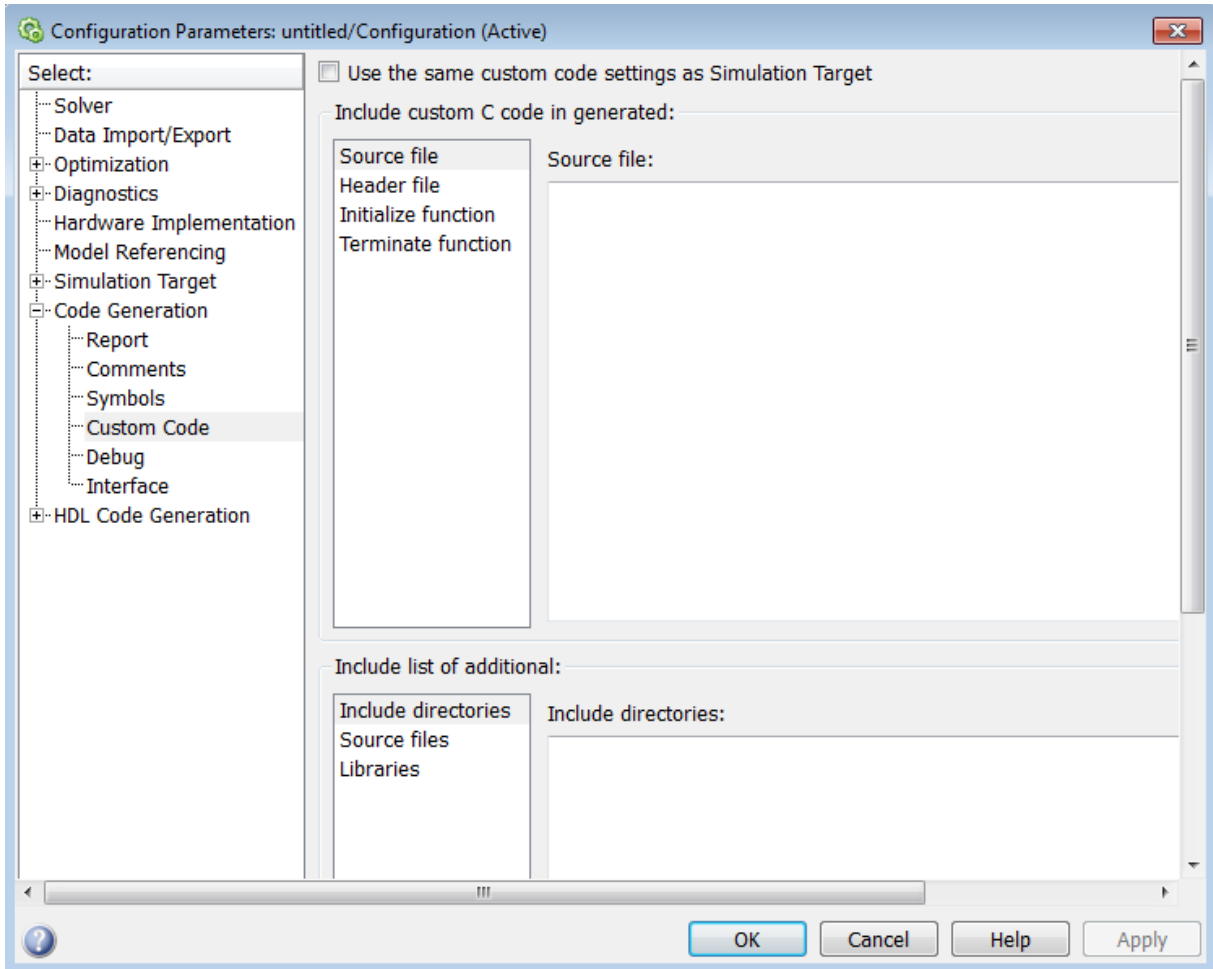 Configuration Parameters: untitled/Configuration (Active)
Select:
Solver
Data Import/Export
Optimization
Diagnostics
Hardware Implementation
Model Referencing
Simulation Target
Code Generation
Report
Comments
Symbols
Custom Code
Debug
Interface
HDL Code Generation
Use the same custom code settings as Simulation Target
Include custom C code in generated:
Source file
Header file
Initialize function
Terminate function
Source file:
Include list of additional:
Include directories
Source files
Libraries
Include directories:
OK
Cancel
Help
Apply